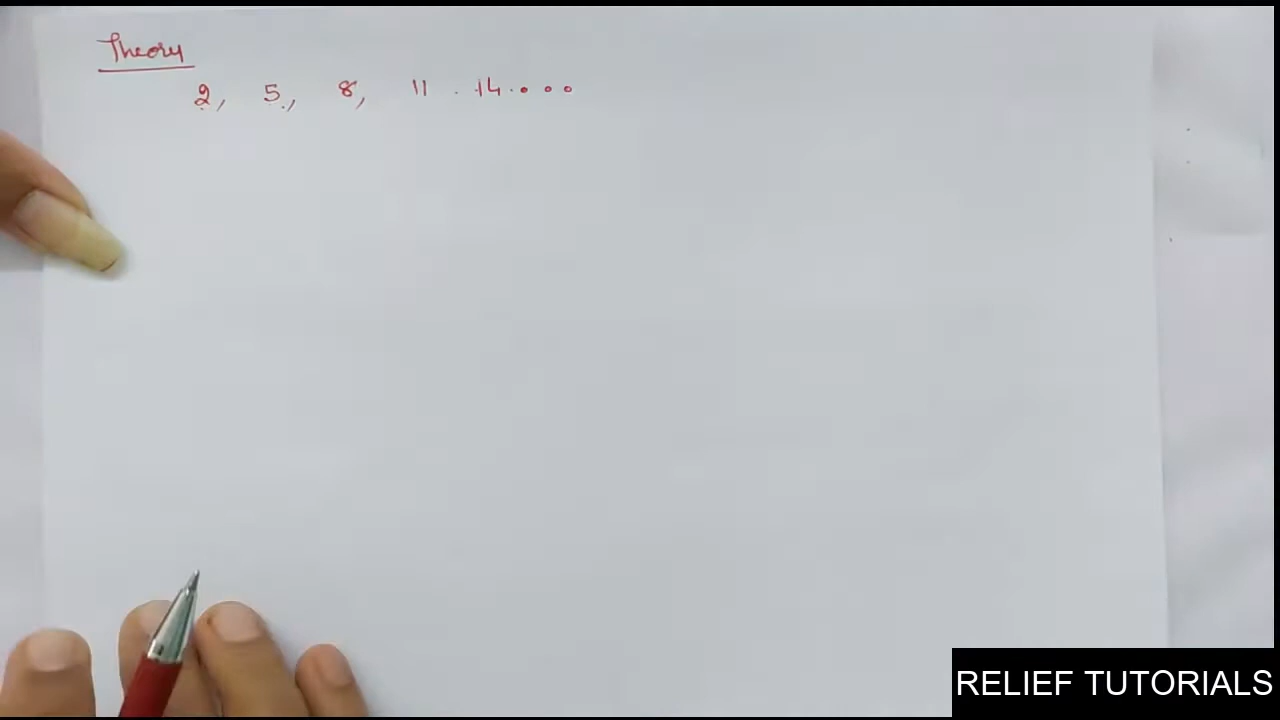 Theory
2, 5, 8, 11 . 14....
RELIEF TUTORIALS